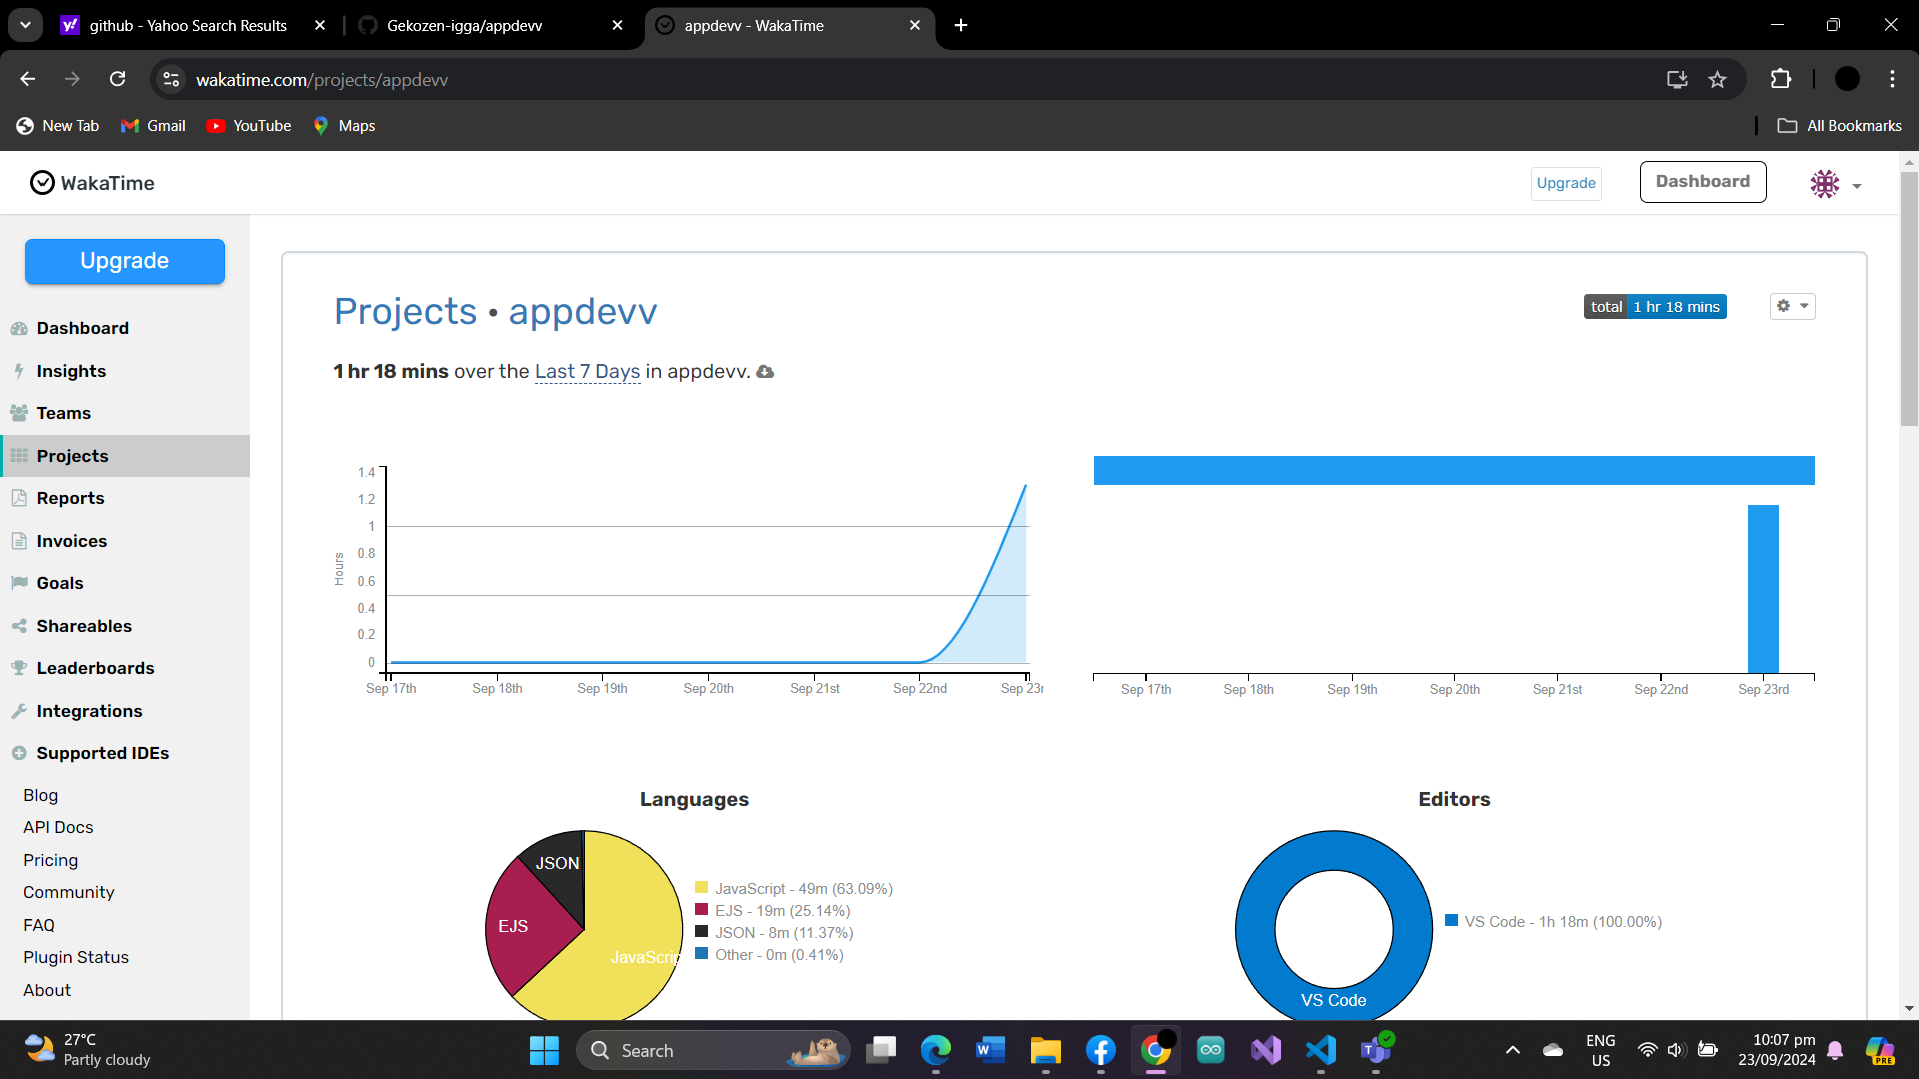 github - Yahoo Search Results
Gekozen-igga/appdevv
appdevv - WakaTime
wakatime.com/projects/appdevv
New Tab
Gmail
YouTube
Maps
All Bookmarks
WakaTime
Upgrade
Dashboard
Upgrade
Dashboard
Insights
Teams
Projects
Reports
Invoices
Goals
Shareables
Leaderboards
Integrations
Supported IDEs
Blog
API Docs
Pricing
Community
FAQ
Plugin Status
About
Projects • appdevv
total 1 hr 18 mins
1 hr 18 mins over the Last 7 Days in appdevv.
Hours
1.4
1.2
1
0.8
0.6
0.4
0.2
0
Sep 17th Sep 18th Sep 19th Sep 20th Sep 21st Sep 22nd Sep 23r
Sep 17th Sep 18th Sep 19th Sep 20th Sep 21st Sep 22nd Sep 23rd
Languages
JSON
EJS
JavaScrip
JavaScript - 49m (63.09%)
EJS - 19m (25.14%)
JSON - 8m (11.37%)
Other - 0m (0.41%)
Editors
VS Code
VS Code - 1h 18m (100.00%)
27°C
Partly cloudy
Search
ENG
US
10:07 pm
23/09/2024
PRE